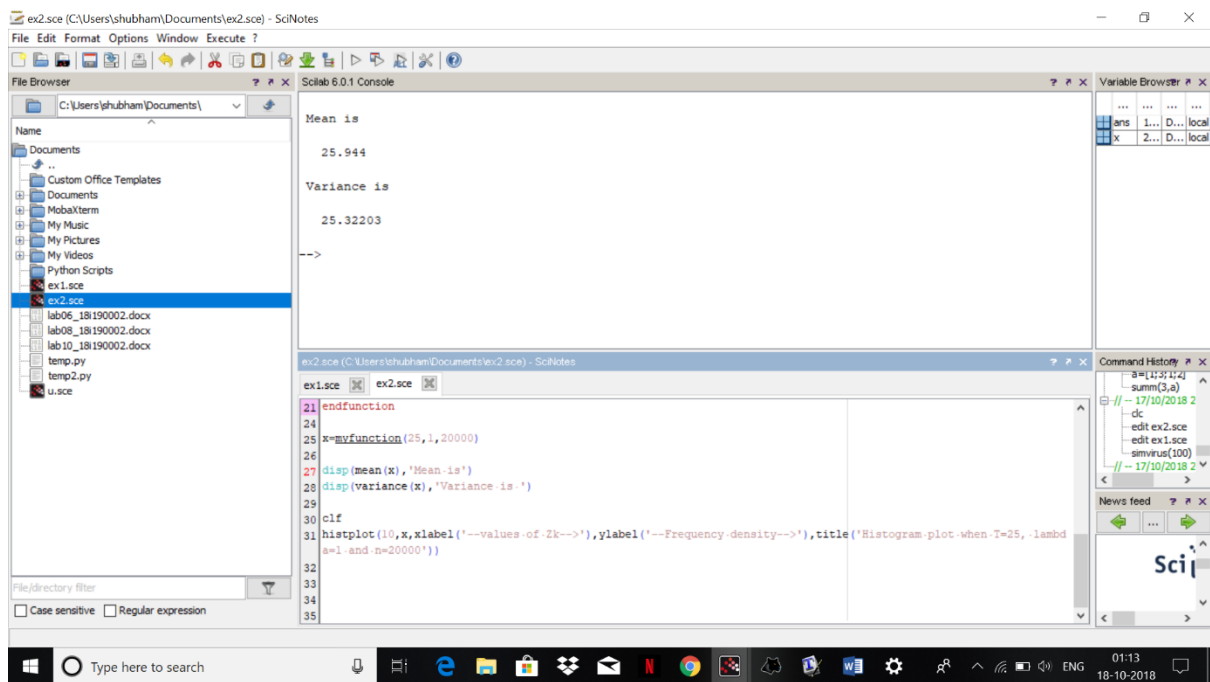 ex2.sce (C:\Users\shubham\Documents\ex2.sce) - SciNotes
File Edit Format Options Window Execute ?
File Browser ? ↗ X
C:\Users\shubham\Documents\
Name
Documents
..
Custom Office Templates
Documents
MobaXterm
My Music
My Pictures
My Videos
Python Scripts
ex1.sce
ex2.sce
lab06_18i190002.docx
lab08_18i190002.docx
lab10_18i190002.docx
temp.py
temp2.py
u.sce
File/directory filter
Case sensitive Regular expression
Scilab 6.0.1 Console ? ↗ X
Mean is
25.944
Variance is
25.32203
-->
ex2.sce (C:\Users\shubham\Documents\ex2.sce) - SciNotes ? ↗ X
ex1.sce ex2.sce
21 endfunction
24
25 x=myfunction(25,1,20000)
26
27 disp(mean(x),'Mean is')
28 disp(variance(x),'Variance is ')
29
30 clf
31 histplot(10,x,xlabel('--values of Zk-->'),ylabel('--Frequency density-->'),title('Histogram plot when T=25, lambd
a=1 and n=20000'))
32
33
34
35
Variable Browser ↗ X
... ... ... ...
ans 1... D... local
x 2... D... local
Command History ↗ X
a=[1;3;1;2]
summ(3,a)
// -- 17/10/2018 2
clc
edit ex2.sce
edit ex1.sce
simvirus(100)
// -- 17/10/2018 2
News feed ? ↗ X
...
Sci
Type here to search
ENG
01:13
18-10-2018